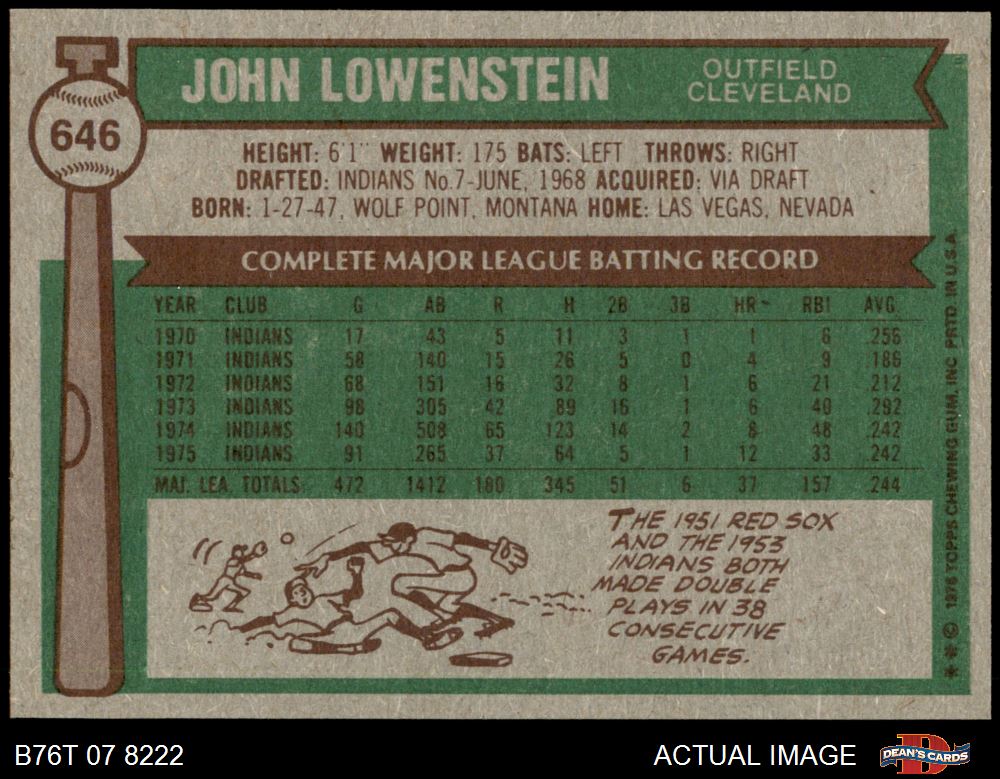 646
JOHN LOWENSTEIN
OUTFIELD
CLEVELAND
HEIGHT: 6'1" WEIGHT: 175 BATS: LEFT THROWS: RIGHT
DRAFTED: INDIANS No.7-JUNE, 1968 ACQUIRED: VIA DRAFT
BORN: 1-27-47, WOLF POINT, MONTANA HOME: LAS VEGAS, NEVADA
COMPLETE MAJOR LEAGUE BATTING RECORD
YEAR CLUB G AB R H 2B 3B HR RBI AVG.
1970 INDIANS 17 43 5 11 3 1 1 6 .256
1971 INDIANS 58 140 15 26 5 0 4 9 .186
1972 INDIANS 68 151 16 32 8 1 6 21 .212
1973 INDIANS 98 305 42 89 16 1 6 40 .292
1974 INDIANS 140 508 65 123 14 2 8 48 .242
1975 INDIANS 91 265 37 64 5 1 12 33 .242
MAJ. LEA. TOTALS 472 1412 180 345 51 6 37 157 .244
THE 1951 RED SOX
AND THE 1953
INDIANS BOTH
MADE DOUBLE
PLAYS IN 38
CONSECUTIVE
GAMES.
** © 1976 TOPPS CHEWING GUM, INC. PRTD. IN U.S.A.
B76T 07 8222
ACTUAL IMAGE
DEAN'S CARDS